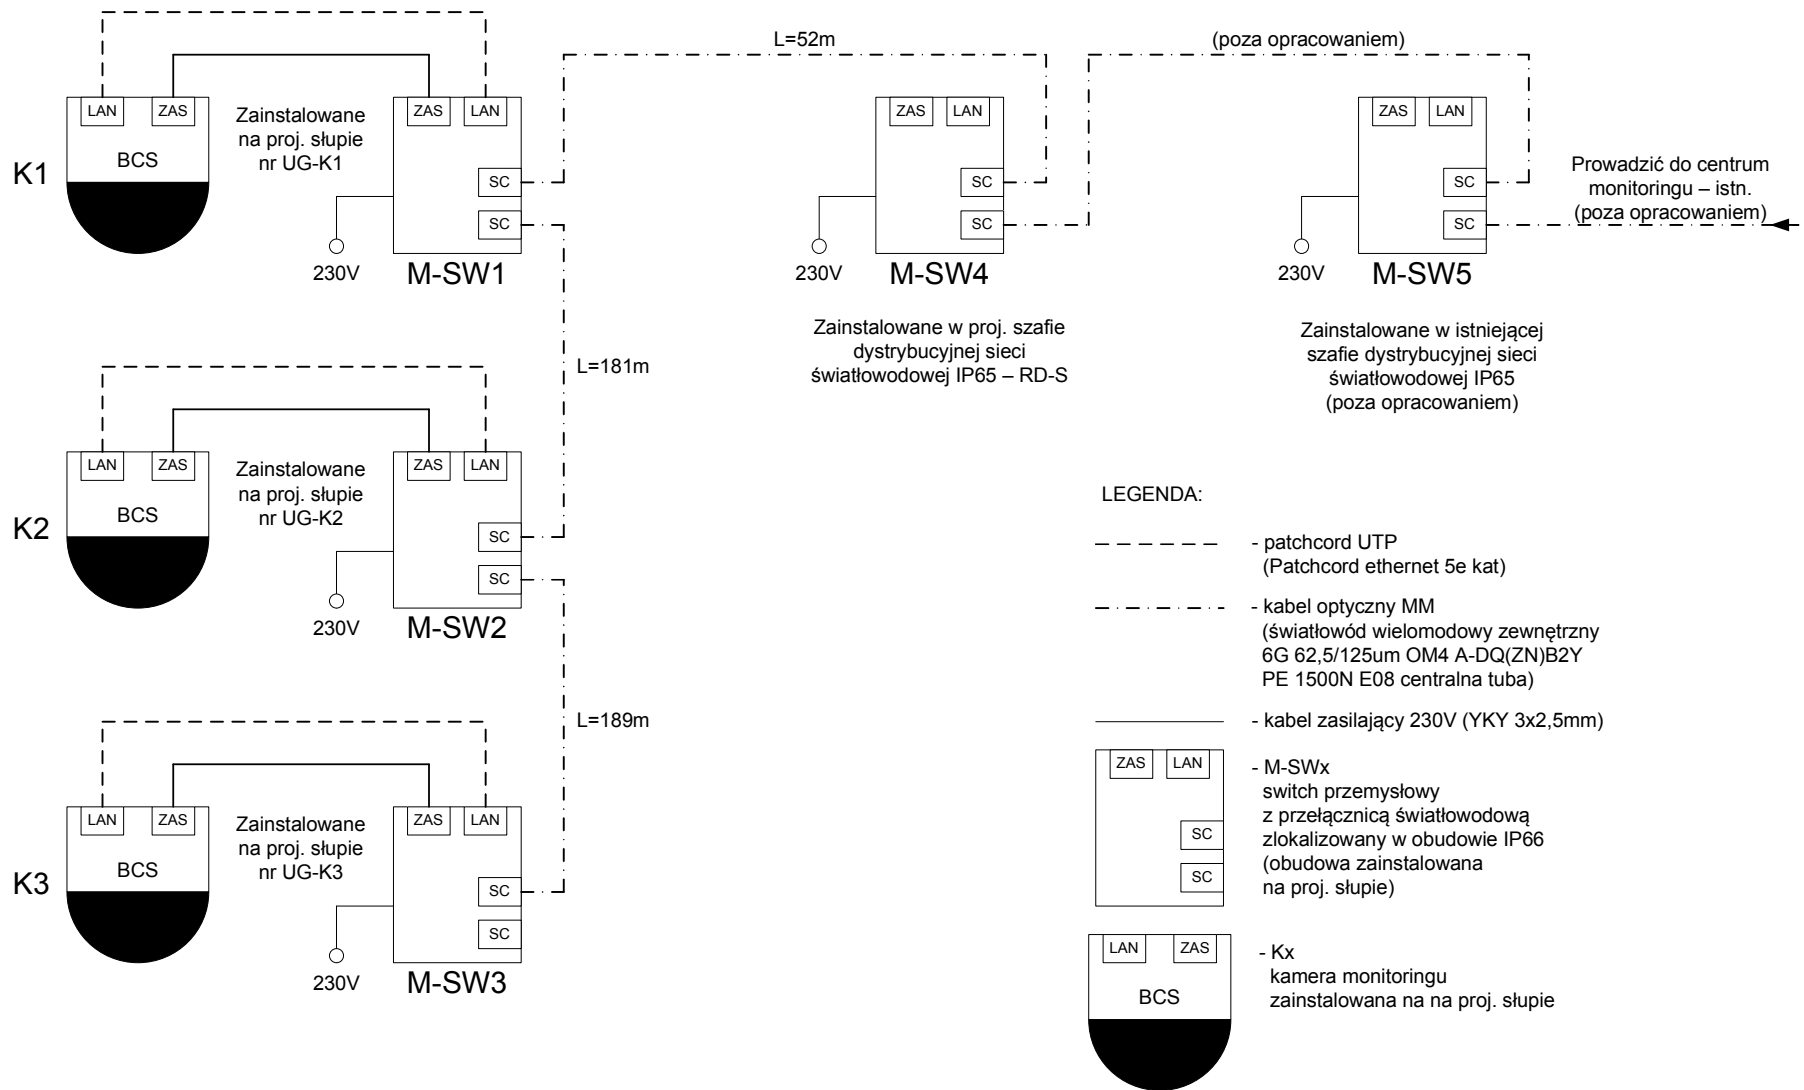 L=52m
(poza opracowaniem)
LAN
ZAS
BCS
K1
Zainstalowane
na proj. słupie
nr UG-K1
ZAS
LAN
SC
SC
230V
M-SW1
ZAS
LAN
SC
SC
230V
M-SW4
Zainstalowane w proj. szafie
dystrybucyjnej sieci
światłowodowej IP65 – RD-S
ZAS
LAN
SC
SC
230V
M-SW5
Zainstalowane w istniejącej
szafie dystrybucyjnej sieci
światłowodowej IP65
(poza opracowaniem)
Prowadzić do centrum
monitoringu – istn.
(poza opracowaniem)
L=181m
LAN
ZAS
BCS
K2
Zainstalowane
na proj. słupie
nr UG-K2
ZAS
LAN
SC
SC
230V
M-SW2
L=189m
LAN
ZAS
BCS
K3
Zainstalowane
na proj. słupie
nr UG-K3
ZAS
LAN
SC
SC
230V
M-SW3
LEGENDA:
- patchcord UTP
(Patchcord ethernet 5e kat)
- kabel optyczny MM
(światłowód wielomodowy zewnętrzny
6G 62,5/125um OM4 A-DQ(ZN)B2Y
PE 1500N E08 centralna tuba)
- kabel zasilający 230V (YKY 3x2,5mm)
ZAS
LAN
SC
SC
- M-SWx
switch przemysłowy
z przełącznicą światłowodową
zlokalizowany w obudowie IP66
(obudowa zainstalowana
na proj. słupie)
LAN
ZAS
BCS
- Kx
kamera monitoringu
zainstalowana na na proj. słupie